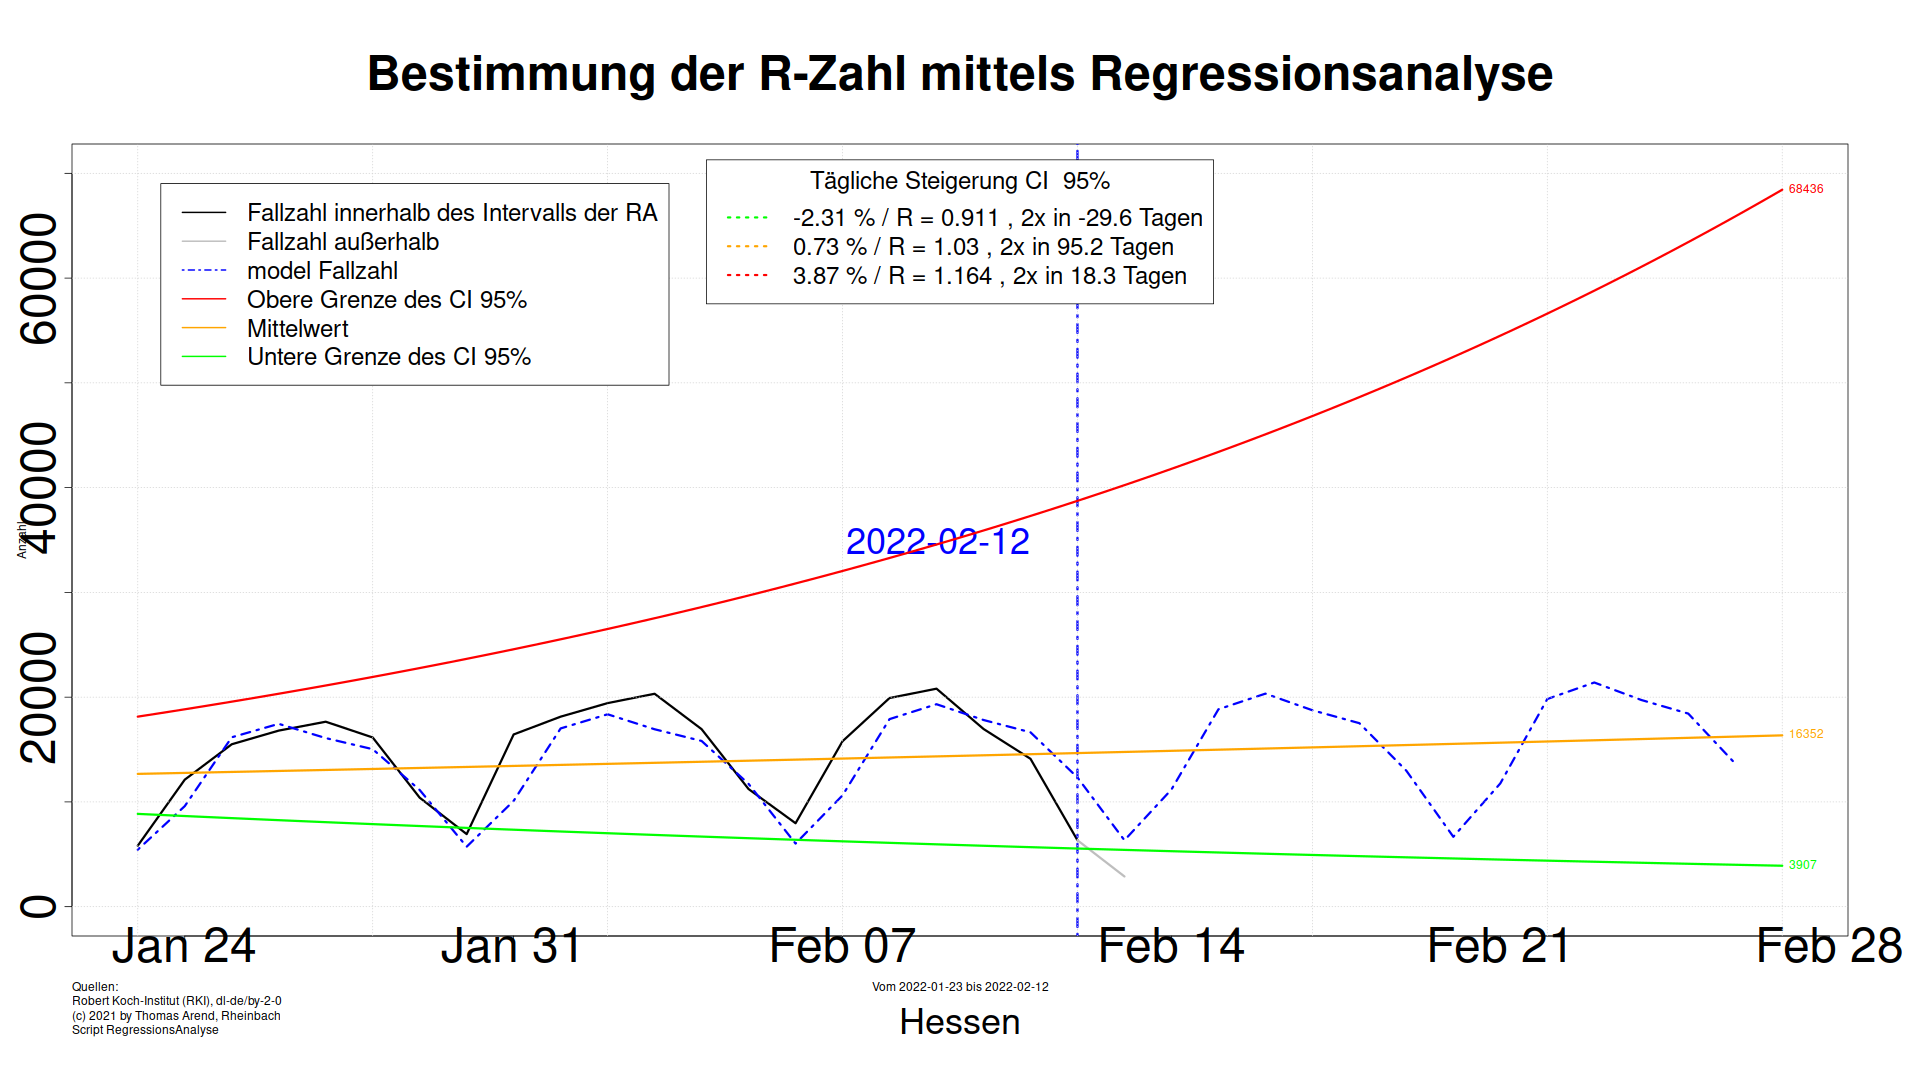 Bestimmung der R-Zahl mittels Regressionsanalyse
Fallzahl innerhalb des Intervalls der RA
Fallzahl außerhalb
model Fallzahl
Obere Grenze des CI 95%
Mittelwert
Untere Grenze des CI 95%
Tägliche Steigerung CI  95%
-2.31 % / R = 0.911 , 2x in -29.6 Tagen
0.73 % / R = 1.03 , 2x in 95.2 Tagen
3.87 % / R = 1.164 , 2x in 18.3 Tagen
68436
60000
40000
Anzahl
2022-02-12
20000
16352
3907
0
Jan 24 Jan 31 Feb 07 Feb 14 Feb 21 Feb 28
Quellen:
Robert Koch-Institut (RKI), dl-de/by-2-0
(c) 2021 by Thomas Arend, Rheinbach
Script RegressionsAnalyse
Vom 2022-01-23 bis 2022-02-12
Hessen